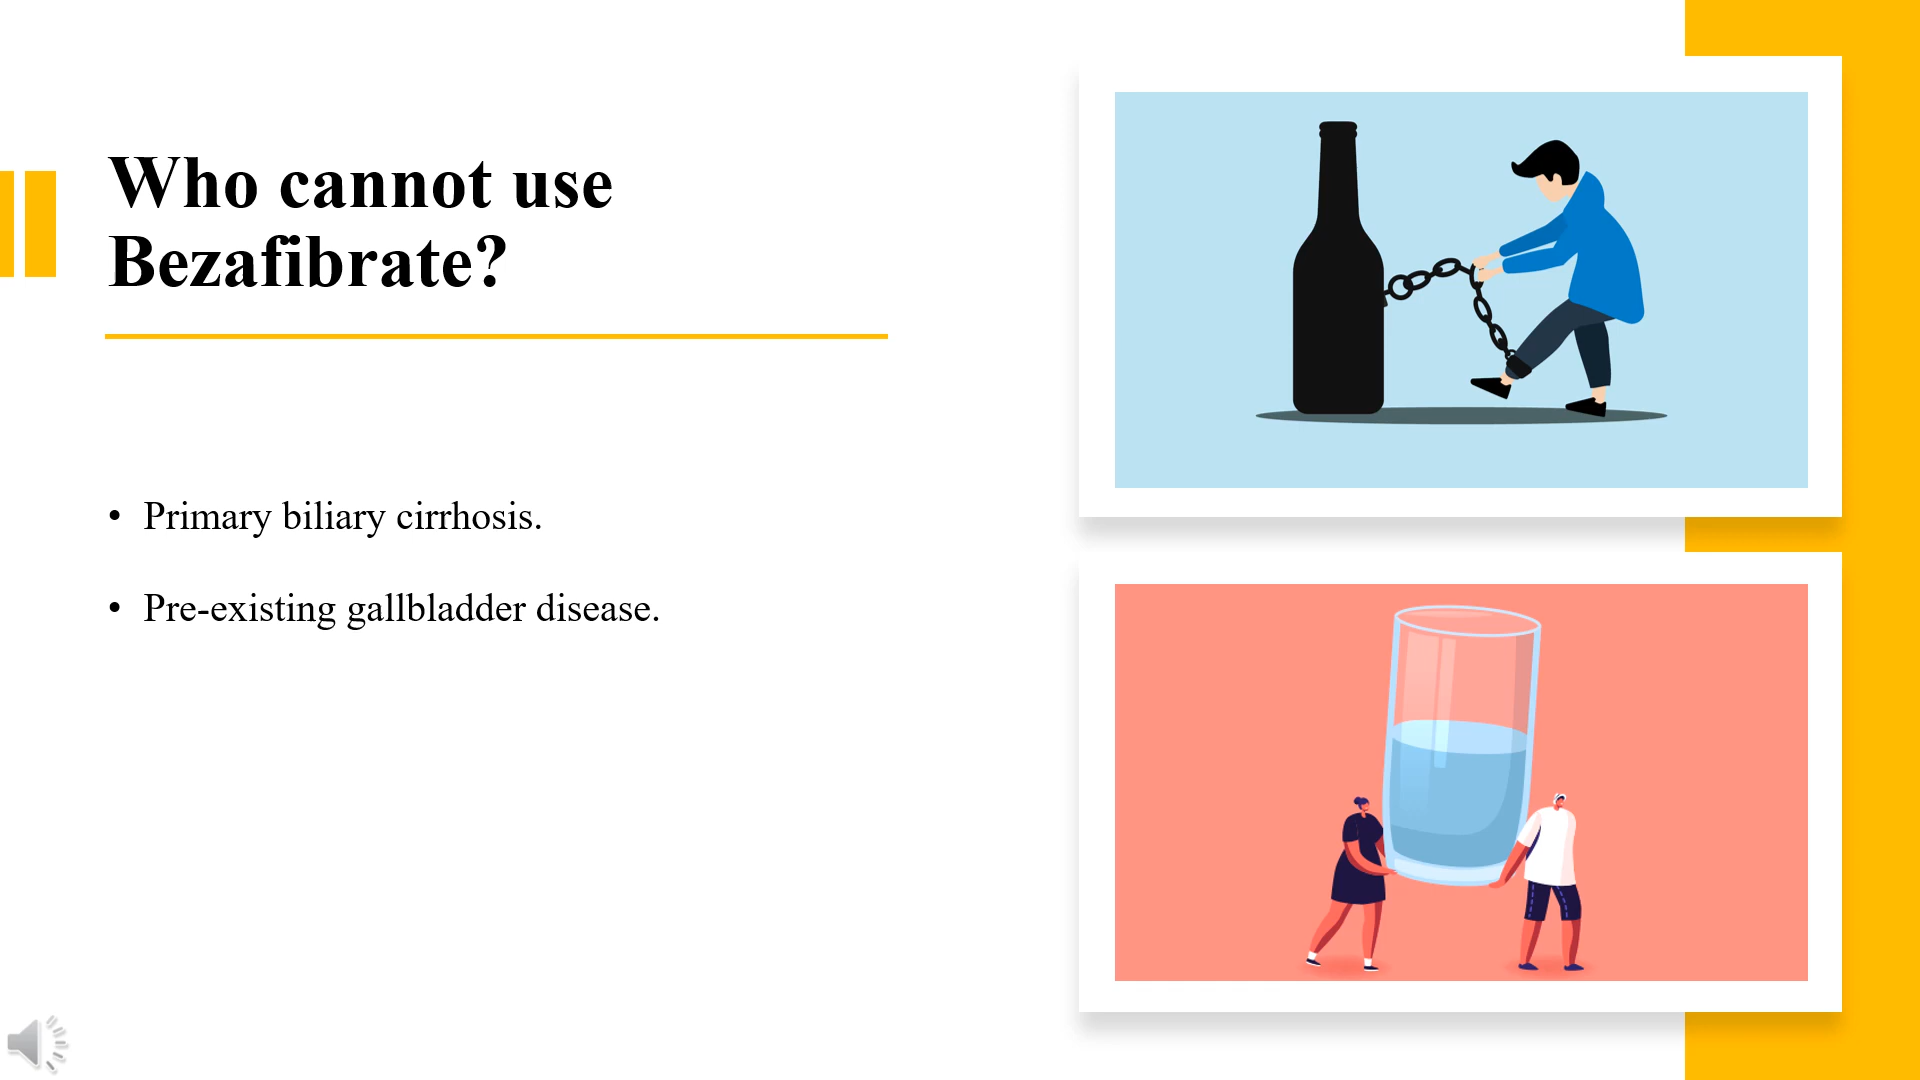 Who cannot use
Bezafibrate?
• Primary biliary cirrhosis.
• Pre-existing gallbladder disease.